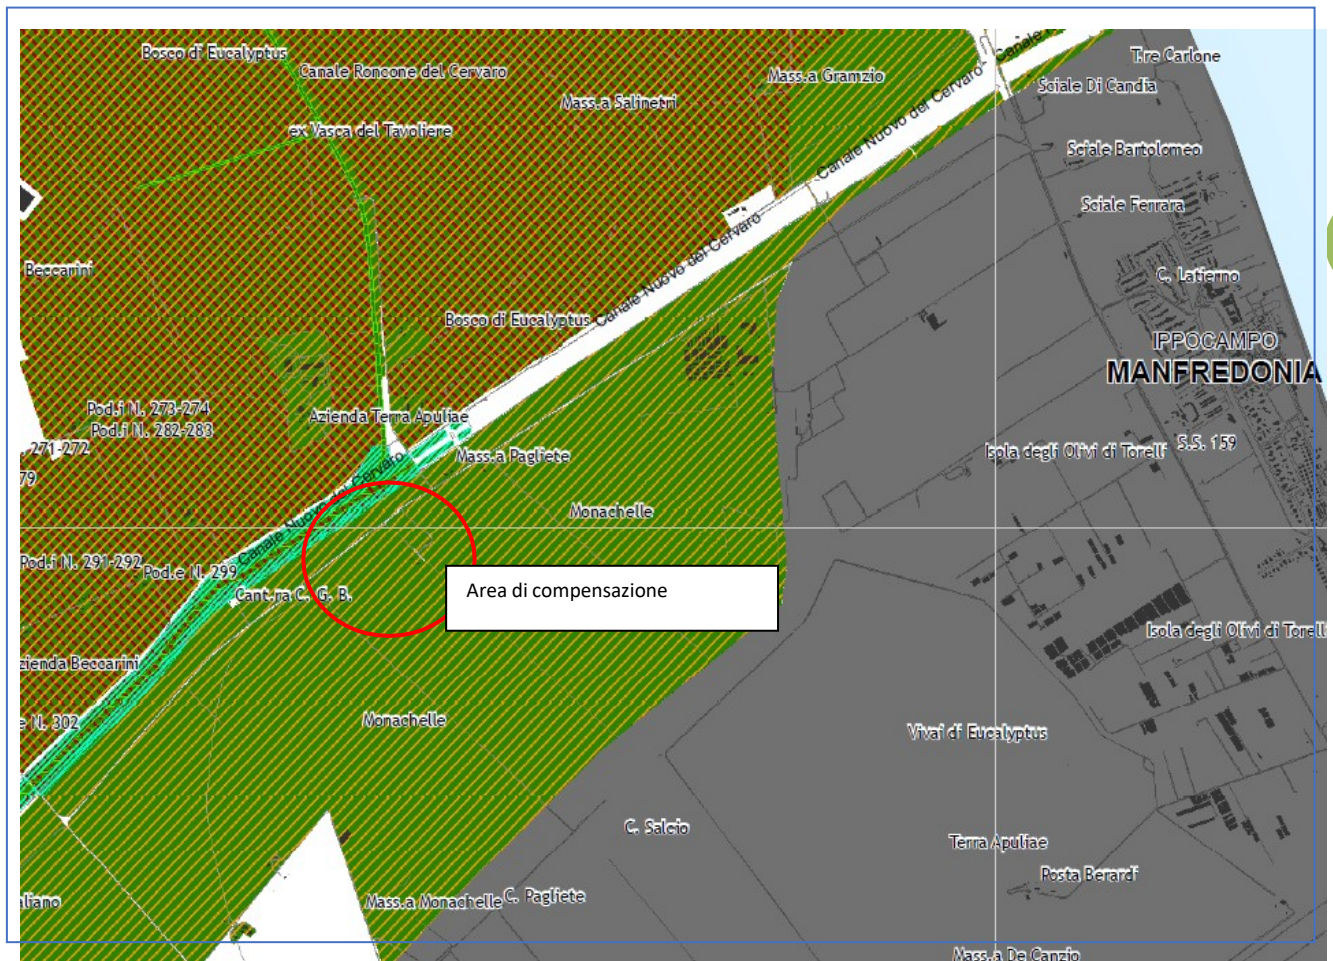 Bosco di Eucalyptus
Canale Roncone del Cervaro
Mass.a Salinetri
Mass.a Gramzio
Canale
T.re Carlone
Sciale Di Candia
ex Vasca del Tavoliere
Canale Nuovo del Cervaro
Sciale Bartolomeo
Sciale Ferrara
Beccarini
Canale Nuovo del Cervaro
C. Latierno
Bosco di Eucalyptus
IPPOCAMPO
MANFREDONIA
Pod.i N. 273-274
Pod.i N. 282-283
Azienda Terra Apuliae
271-272
79
Mass.a Pagliete
Isola degli Olivi di Torelli
S.S. 159
Canale Nuovo del Cervaro
Monachelle
Pod.i N. 291-292
Pod.e N. 299
Cant.ra C. G. B.
Area di compensazione
Isola degli Olivi di Torelli
zienda Beccarini
e N. 302
Monachelle
Vivai di Eucalyptus
C. Salcio
Terra Apuliae
Posta Berardi
aliano
Mass.a Monachelle
C. Pagliete
Mass.a De Canzio